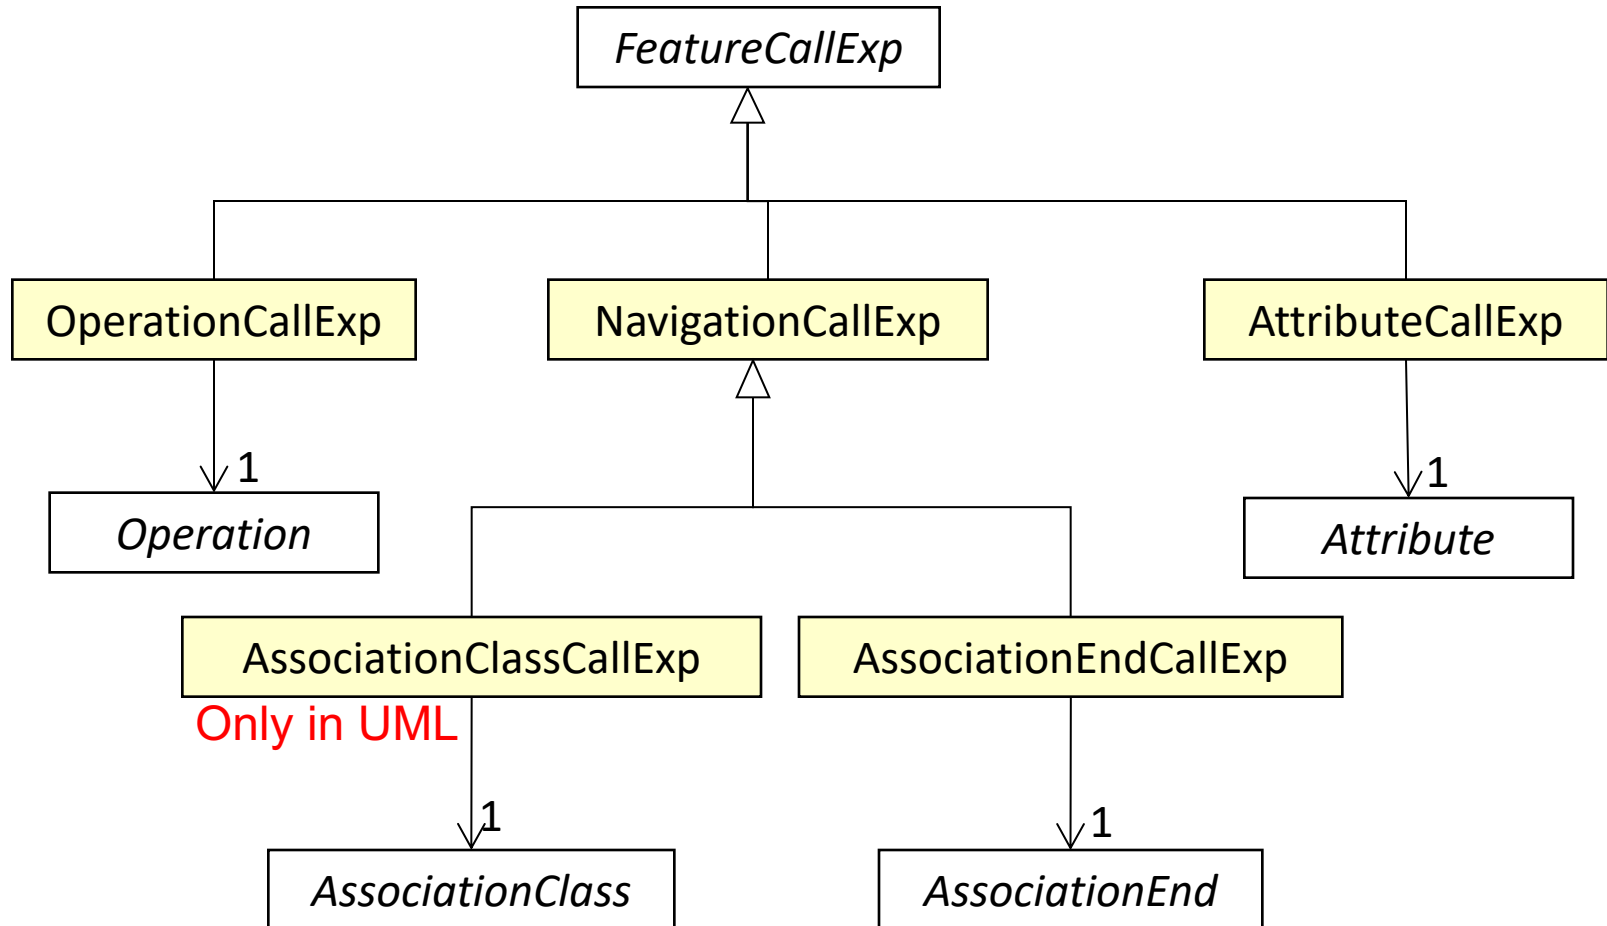 FeatureCallExp
OperationCallExp
NavigationCallExp
AttributeCallExp
1
1
Operation
Attribute
AssociationClassCallExp
AssociationEndCallExp
Only in UML
1
1
AssociationClass
AssociationEnd